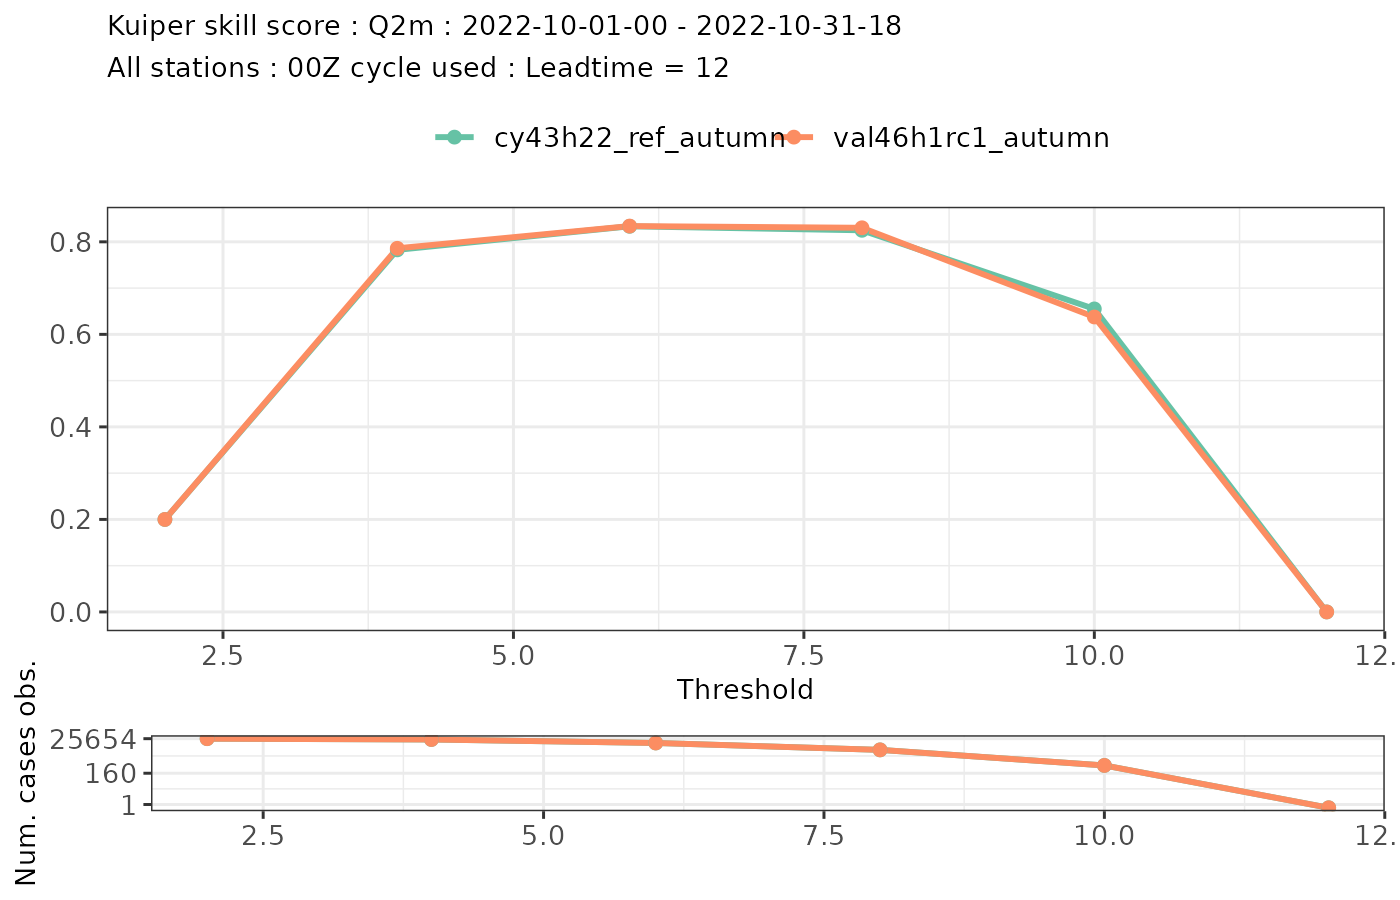 Kuiper skill score : Q2m : 2022-10-01-00 - 2022-10-31-18
All stations : 00Z cycle used : Leadtime = 12
cy43h22_ref_autumn val46h1rc1_autumn
0.8
0.6
0.4
0.2
0.0
2.5 5.0 7.5 10.0 12.
Threshold
Num. cases obs.
25654
160
1
2.5 5.0 7.5 10.0 12.